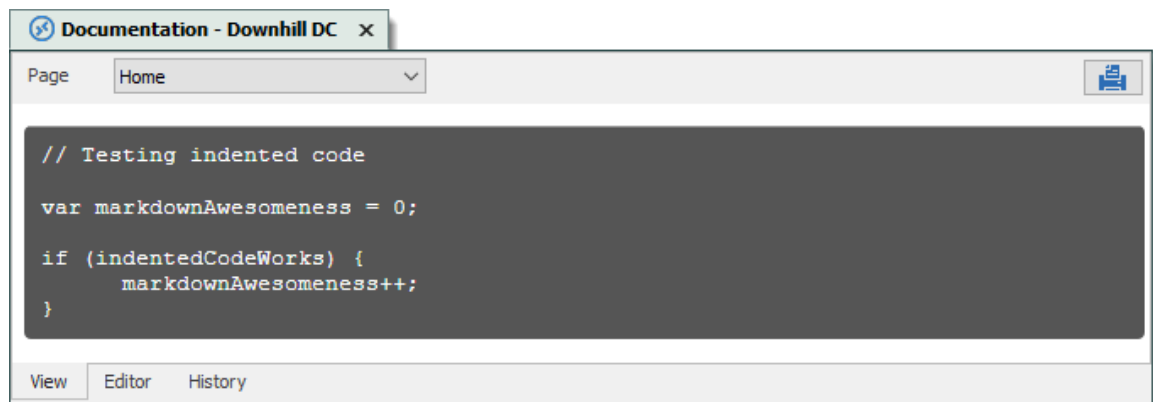 Documentation - Downhill DC
Page Home
// Testing indented code
var markdownAwesomeness = 0;
if (indentedCodeWorks) {
markdownAwesomeness++;
}
View Editor History